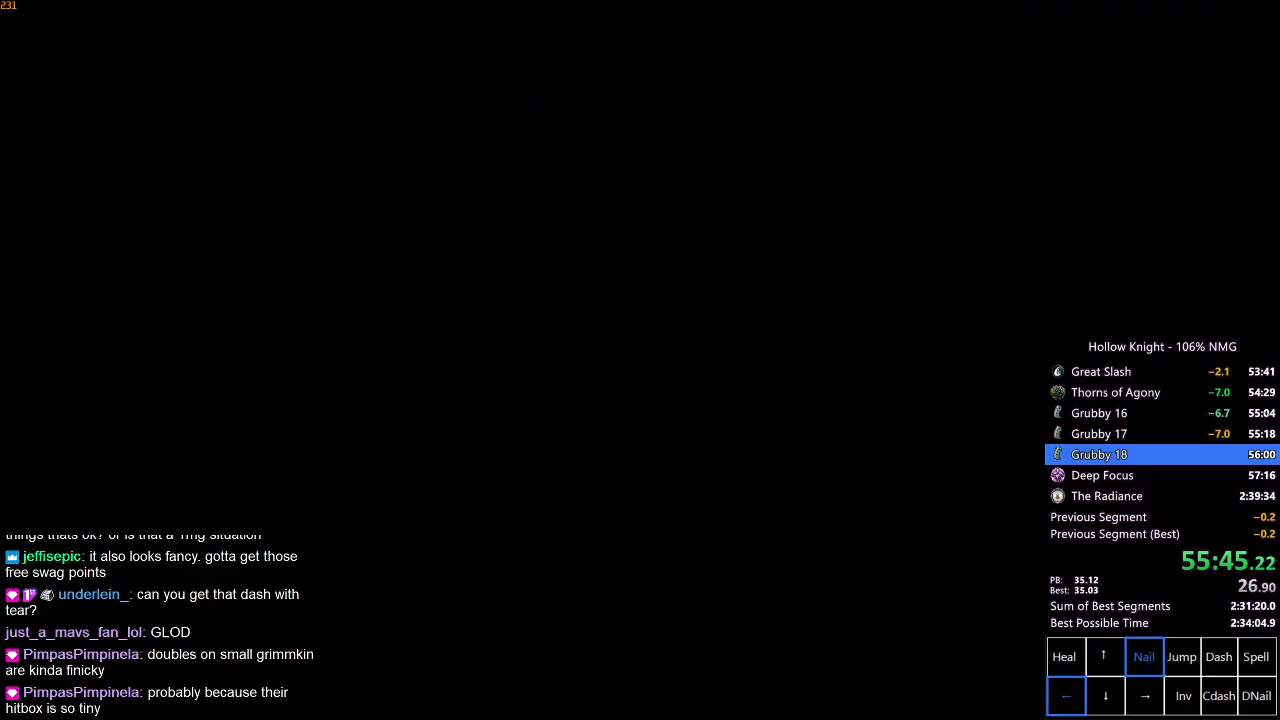 231
Hollow Knight - 106% NMG
Great Slash −2.1 53:41
Thorns of Agony −7.0 54:29
Grubby 16 −6.7 55:04
Grubby 17 −7.0 55:18
Grubby 18 56:00
Deep Focus 57:16
The Radiance 2:39:34
Previous Segment −0.2
Previous Segment (Best) −0.2
55:45.22
PB: 35.12
Best: 35.03
26.90
Sum of Best Segments 2:31:20.0
Best Possible Time 2:34:04.9
Heal ↑ Nail Jump Dash Spell
← ↓ → Inv Cdash DNail
things thats ok? or is that a situation
jeffisepic: it also looks fancy. gotta get those
free swag points
underlein_: can you get that dash with
tear?
just_a_mavs_fan_lol: GLOD
PimpasPimpinela: doubles on small grimmkin
are kinda finicky
PimpasPimpinela: probably because their
hitbox is so tiny